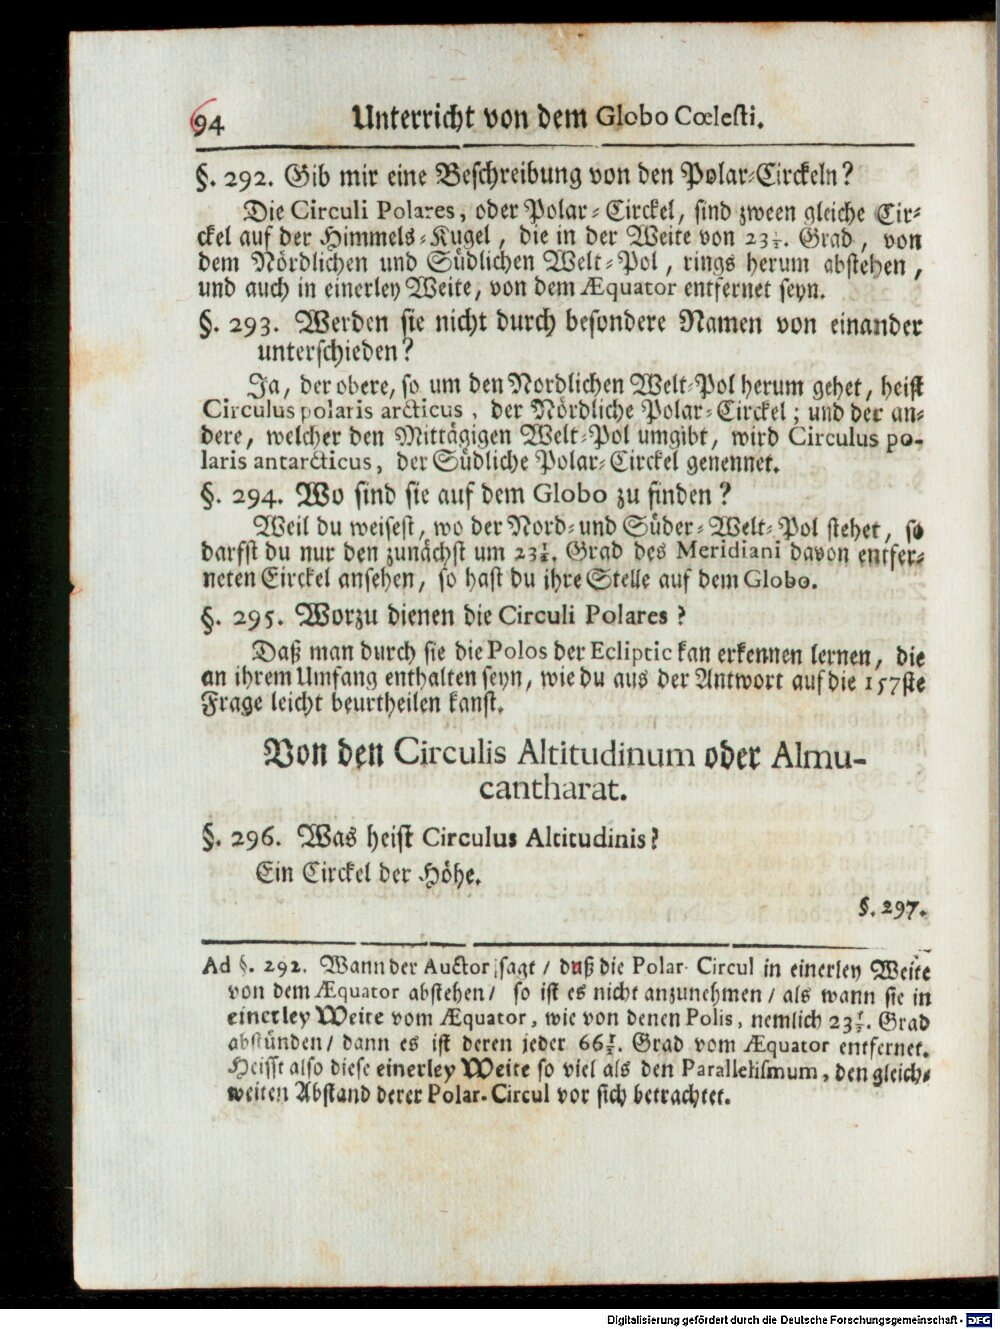 94 Unterricht von dem Globo Cœlesti.
§. 292. Gib mir eine Beschreibung von den Polar-Circkeln?
Die Circuli Polares, oder Polar-Circkel, sind zween gleiche Cir-
ckel auf der Himmels-Kugel, die in der Weite von 23½. Grad, von
dem Nördlichen und Südlichen Welt-Pol, rings herum abstehen,
und auch in einerley Weite, von dem Æquator entfernet seyn.
§. 293. Werden sie nicht durch besondere Namen von einander
unterschieden?
Ja, der obere, so um den Nordlichen Welt-Pol herum gehet, heist
Circulus polaris arcticus, der Nördliche Polar-Circkel; und der an-
dere, welcher den Mittägigen Welt-Pol umgibt, wird Circulus po-
laris antarcticus, der Südliche Polar-Circkel genennet.
§. 294. Wo sind sie auf dem Globo zu finden?
Weil du weisest, wo der Nord- und Süder-Welt-Pol stehet, so
darfst du nur den zunächst um 23½. Grad des Meridiani davon entfer-
neten Circkel ansehen, so hast du ihre Stelle auf dem Globo.
§. 295. Worzu dienen die Circuli Polares?
Daß man durch sie die Polos der Ecliptic kan erkennen lernen, die
an ihrem Umfang enthalten seyn, wie du aus der Antwort auf die 157ste
Frage leicht beurtheilen kanst.
Von den Circulis Altitudinum oder Almu-
cantharat.
§. 296. Was heist Circulus Altitudinis?
Ein Circkel der Höhe.
§. 297.
Ad §. 292. Wann der Auctor sagt / daß die Polar-Circul in einerley Weite
von dem Æquator abstehen / so ist es nicht anzunehmen / als wann sie in
einerley Weite vom Æquator, wie von denen Polis, nemlich 23½. Grad
abstünden / dann es ist deren jeder 66½. Grad vom Æquator entfernet.
Heisst also diese einerley Weite so viel als den Parallelismum, den gleich-
weiten Abstand derer Polar-Circul vor sich betrachtet.
Digitalisierung gefördert durch die Deutsche Forschungsgemeinschaft - DFG